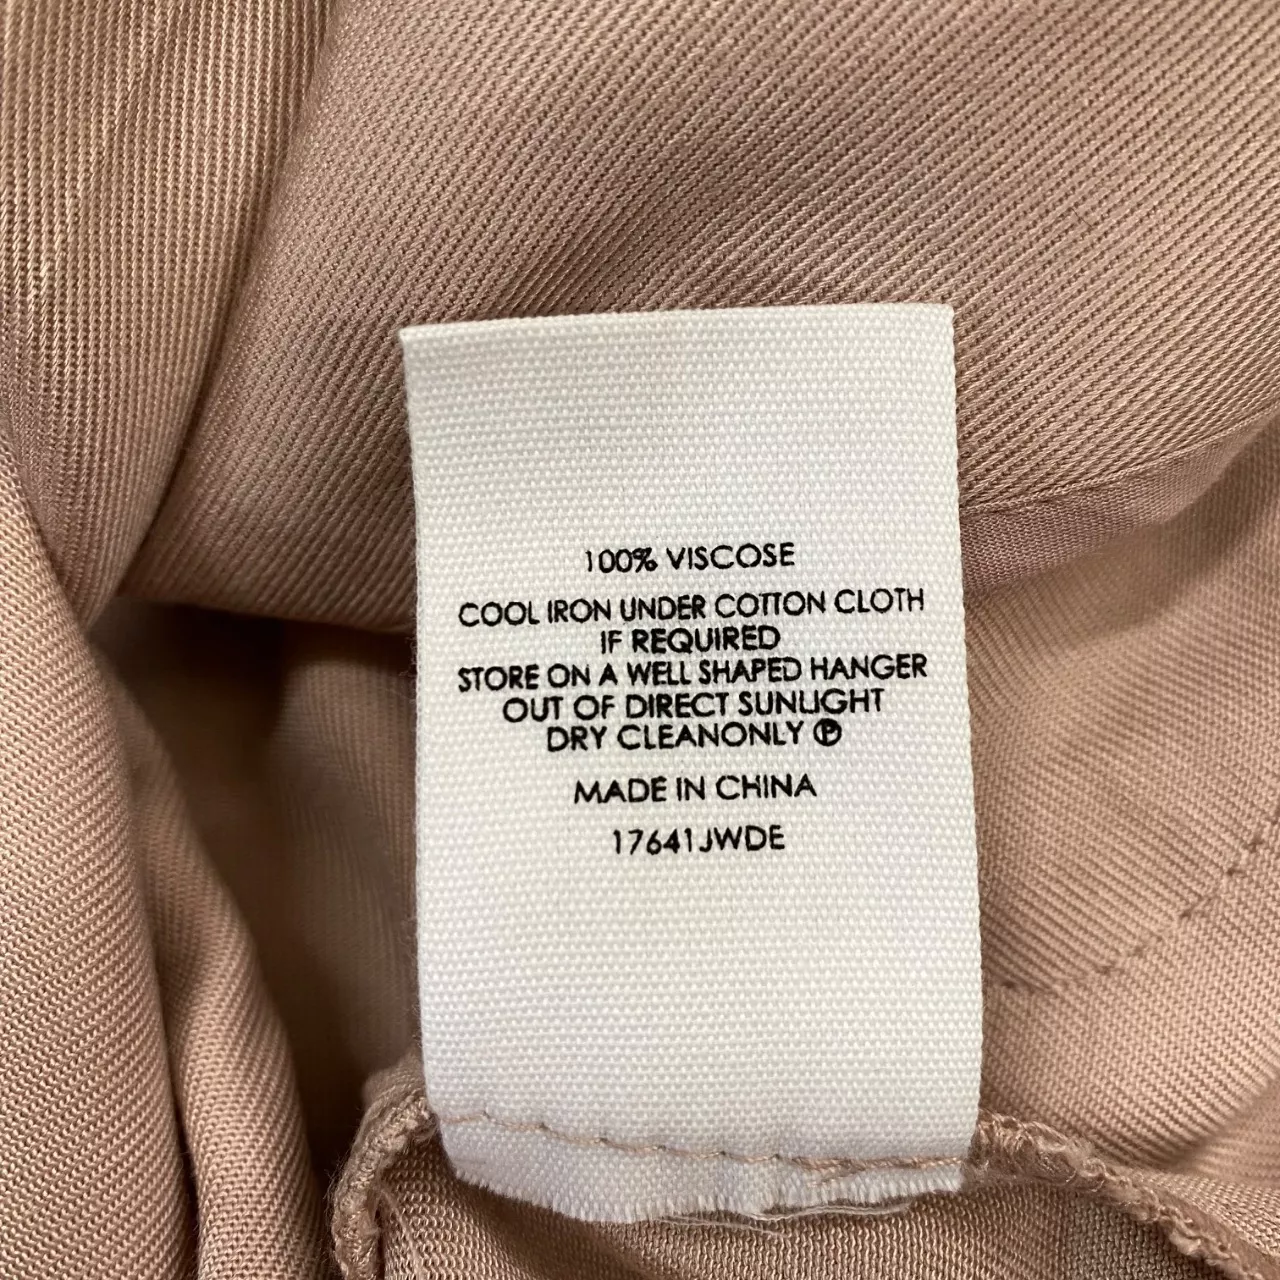 100% VISCOSE
COOL IRON UNDER COTTON CLOTH
IF REQUIRED
STORE ON A WELL SHAPED HANGER
OUT OF DIRECT SUNLIGHT
DRY CLEANONLY Ⓟ
MADE IN CHINA
17641JWDE